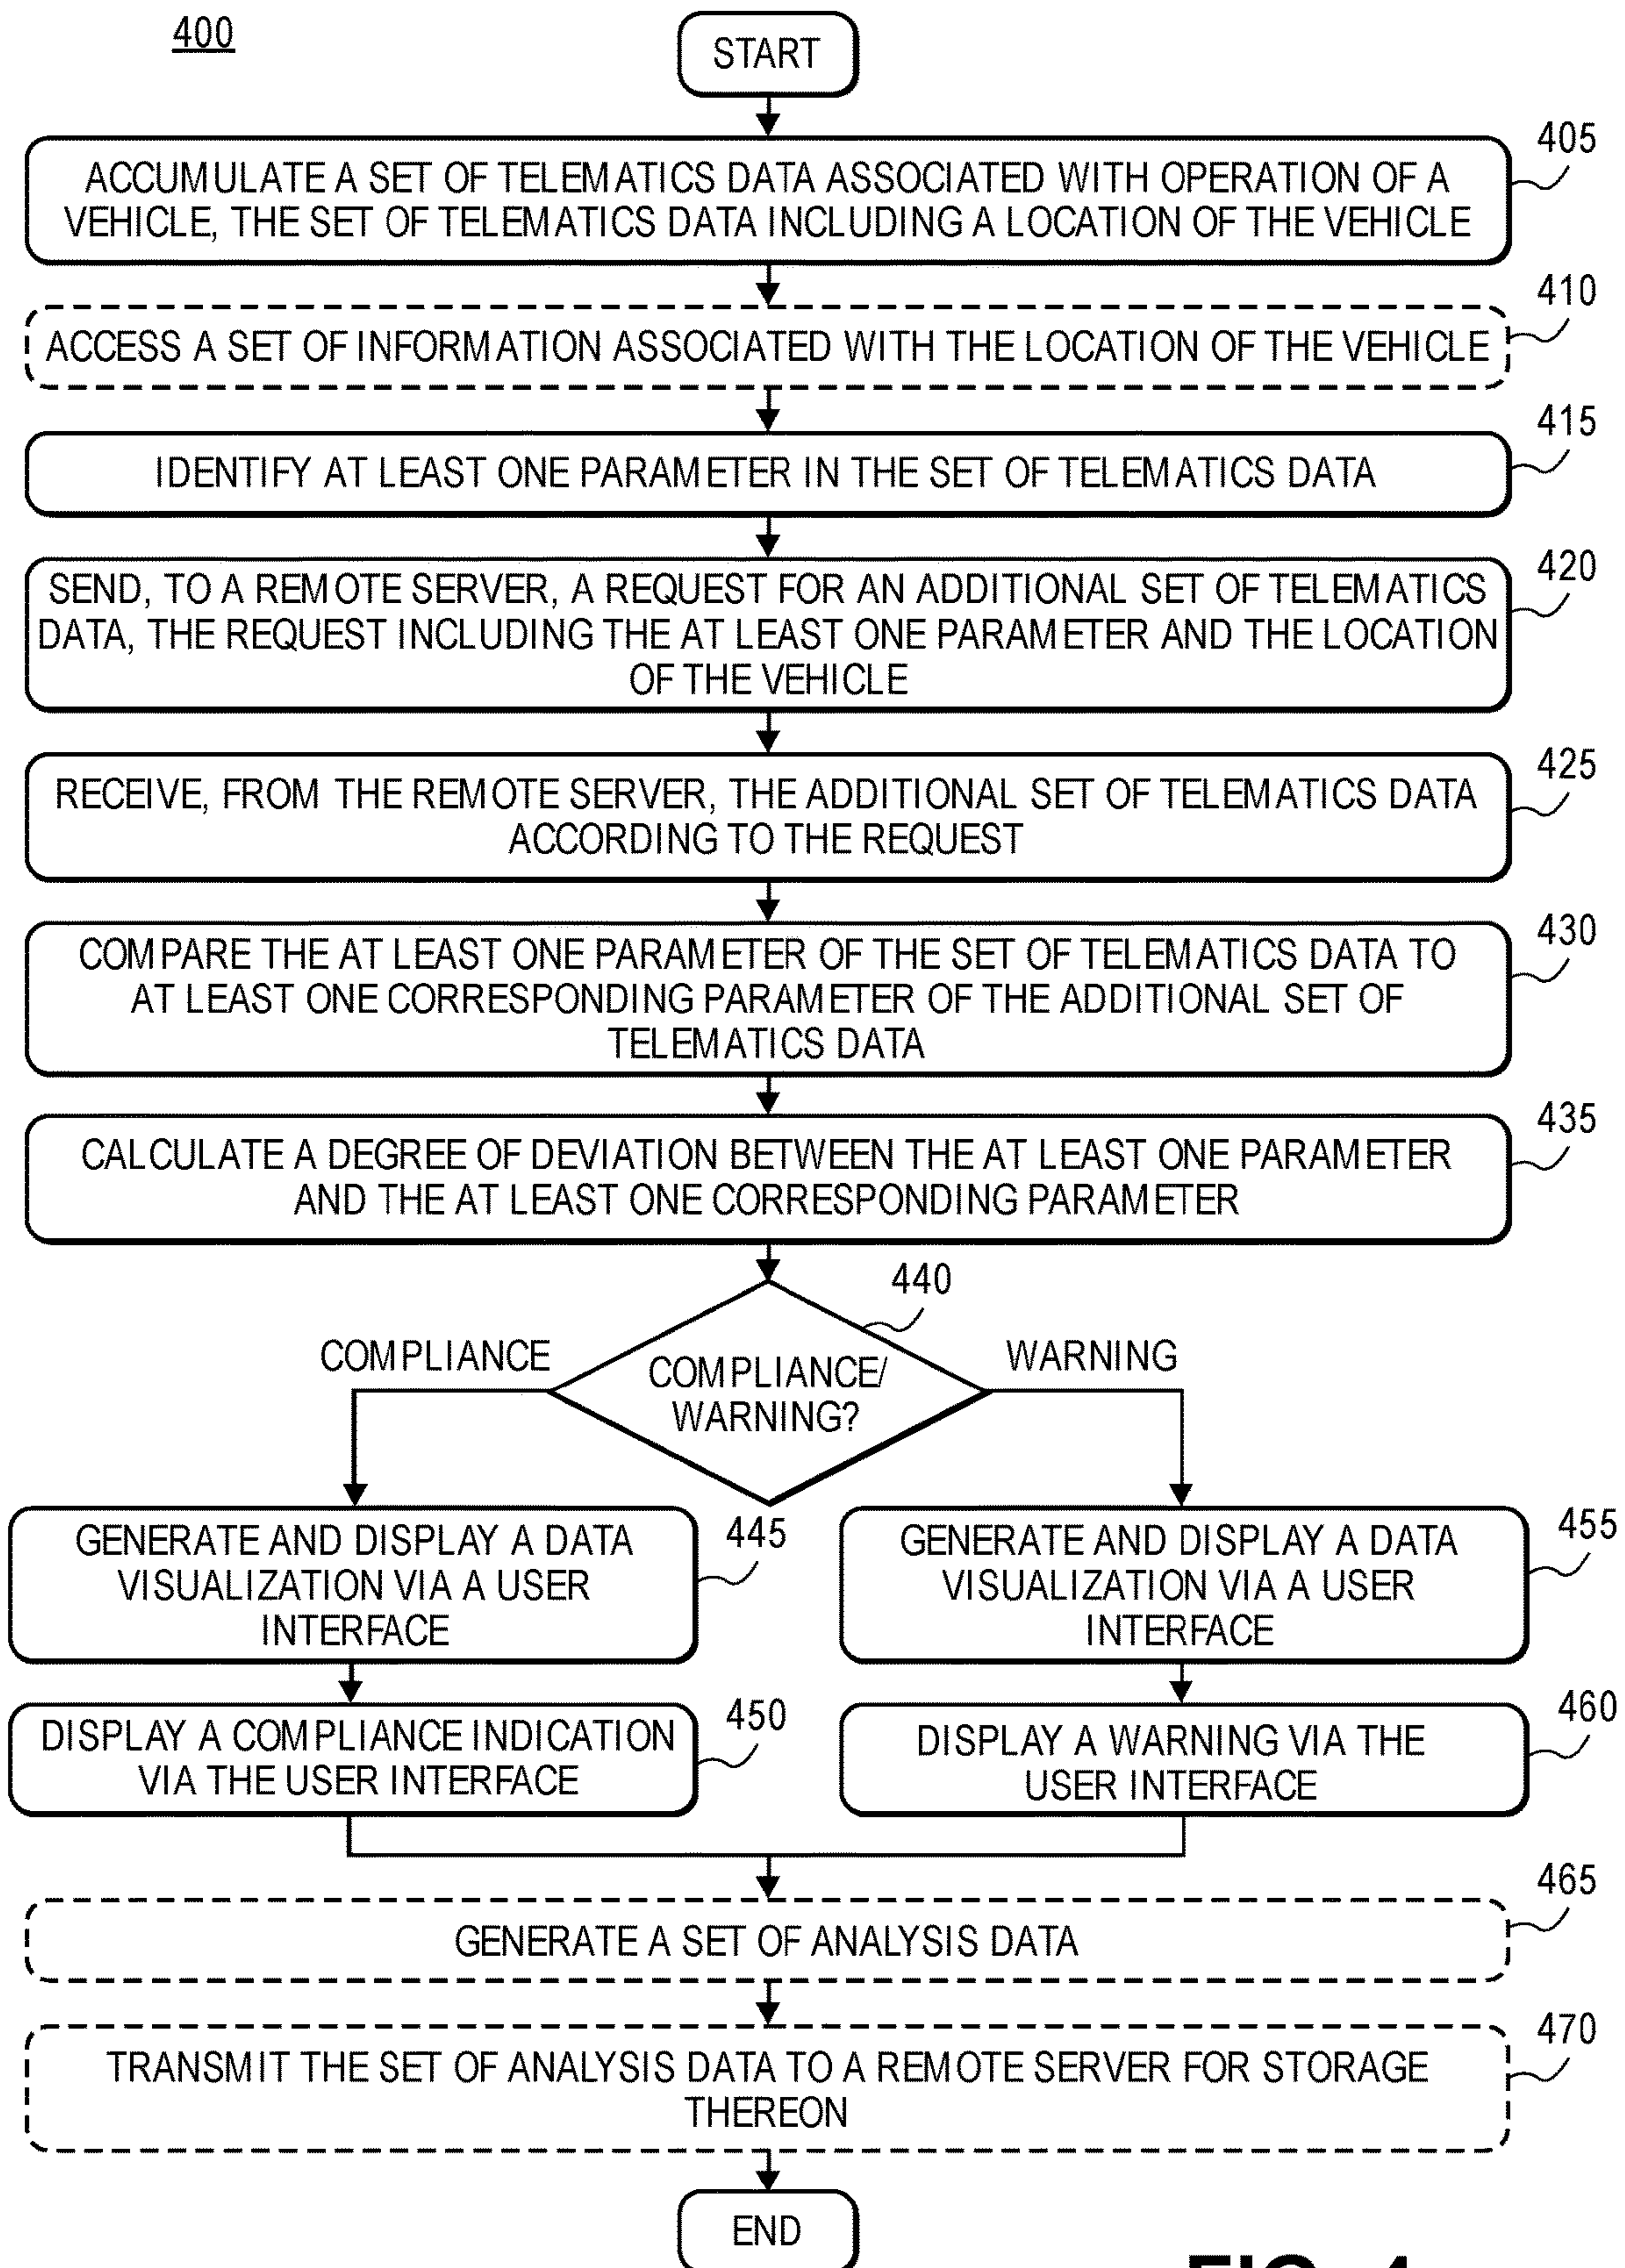 400
START
405
ACCUMULATE A SET OF TELEMATICS DATA ASSOCIATED WITH OPERATION OF A
VEHICLE, THE SET OF TELEMATICS DATA INCLUDING A LOCATION OF THE VEHICLE
410
ACCESS A SET OF INFORMATION ASSOCIATED WITH THE LOCATION OF THE VEHICLE
415
IDENTIFY AT LEAST ONE PARAMETER IN THE SET OF TELEMATICS DATA
420
SEND, TO A REMOTE SERVER, A REQUEST FOR AN ADDITIONAL SET OF TELEMATICS
DATA, THE REQUEST INCLUDING THE AT LEAST ONE PARAMETER AND THE LOCATION
OF THE VEHICLE
425
RECEIVE, FROM THE REMOTE SERVER, THE ADDITIONAL SET OF TELEMATICS DATA
ACCORDING TO THE REQUEST
430
COMPARE THE AT LEAST ONE PARAMETER OF THE SET OF TELEMATICS DATA TO
AT LEAST ONE CORRESPONDING PARAMETER OF THE ADDITIONAL SET OF
TELEMATICS DATA
435
CALCULATE A DEGREE OF DEVIATION BETWEEN THE AT LEAST ONE PARAMETER
AND THE AT LEAST ONE CORRESPONDING PARAMETER
440
COMPLIANCE
COMPLIANCE/
WARNING?
WARNING
445
GENERATE AND DISPLAY A DATA
VISUALIZATION VIA A USER
INTERFACE
455
GENERATE AND DISPLAY A DATA
VISUALIZATION VIA A USER
INTERFACE
450
DISPLAY A COMPLIANCE INDICATION
VIA THE USER INTERFACE
460
DISPLAY A WARNING VIA THE
USER INTERFACE
465
GENERATE A SET OF ANALYSIS DATA
470
TRANSMIT THE SET OF ANALYSIS DATA TO A REMOTE SERVER FOR STORAGE
THEREON
END